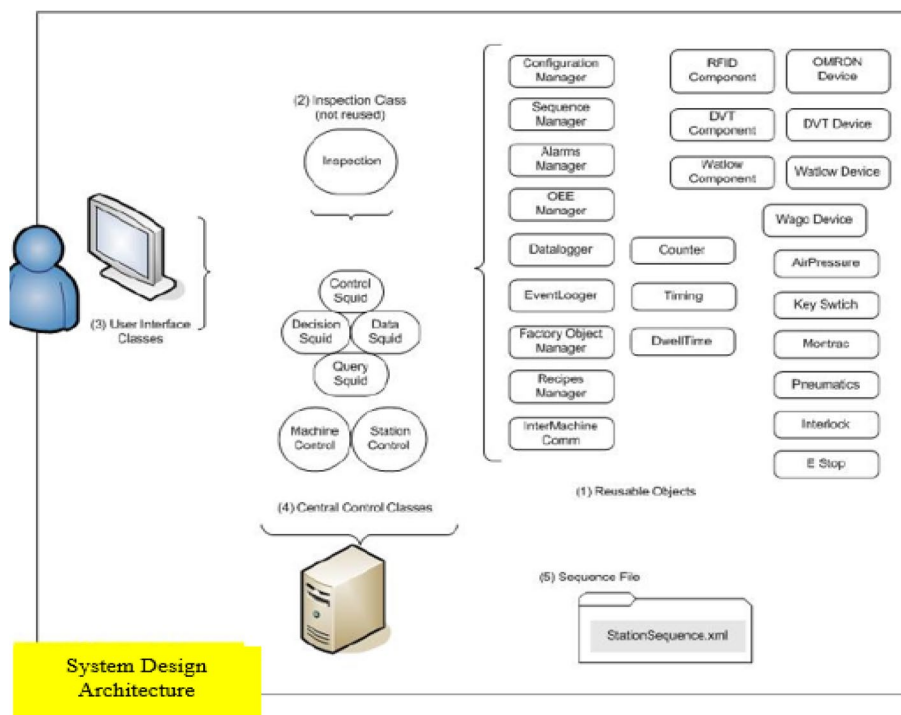 (2) Inspection Class
(not reused)
Inspection
(3) User Interface
Classes
Control
Squid
Decision
Squid
Data
Squid
Query
Squid
Machine
Control
Station
Control
(4) Central Control Classes
Configuration
Manager
Sequence
Manager
Alarms
Manager
OEE
Manager
Datalogger
EventLooger
Factory Object
Manager
Recipes
Manager
InterMachine
Comm
Counter
Timing
DwellTime
RFID
Component
OMRON
Device
DVT
Component
DVT Device
Watlow
Component
Watlow Device
Wago Device
AirPressure
Key Swtich
Montrac
Pneumatics
Interlock
E Stop
(1) Reusable Objects
(5) Sequence File
StationSequence.xml
System Design
Architecture